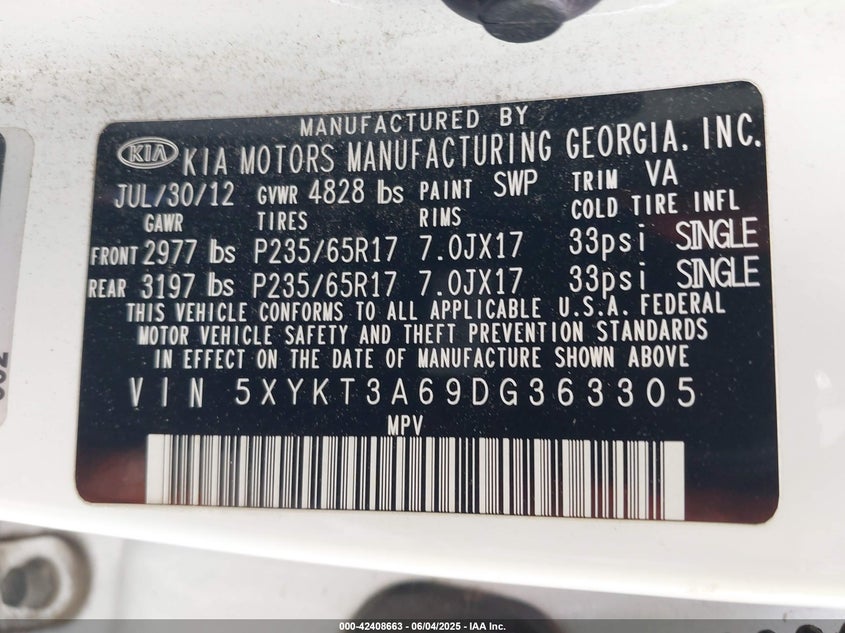 MANUFACTURED BY
KIA KIA MOTORS MANUFACTURING GEORGIA, INC.
JUL/30/12 GVWR 4828 lbs PAINT SWP TRIM VA
GAWR TIRES RIMS COLD TIRE INFL
FRONT 2977 lbs P235/65R17 7.0JX17 33psi SINGLE
REAR 3197 lbs P235/65R17 7.0JX17 33psi SINGLE
THIS VEHICLE CONFORMS TO ALL APPLICABLE U.S.A. FEDERAL
MOTOR VEHICLE SAFETY AND THEFT PREVENTION STANDARDS
IN EFFECT ON THE DATE OF MANUFACTURE SHOWN ABOVE
VIN 5XYKT3A69DG363305
MPV
000-42408663 - 06/04/2025 - IAA Inc.